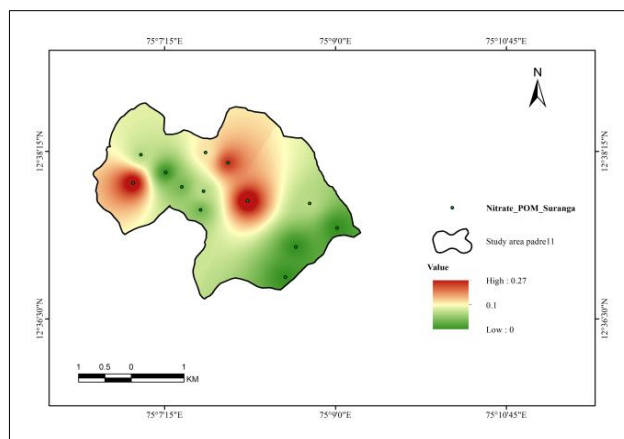 75°7'15"E 75°9'0"E 75°10'45"E
N
12°38'15"N 12°38'15"N
Nitrate_POM_Suranga
Study area padre11
Value
High : 0.27
0.1
Low : 0
12°36'30"N 12°36'30"N
1 0.5 0 1
KM
75°7'15"E 75°9'0"E 75°10'45"E